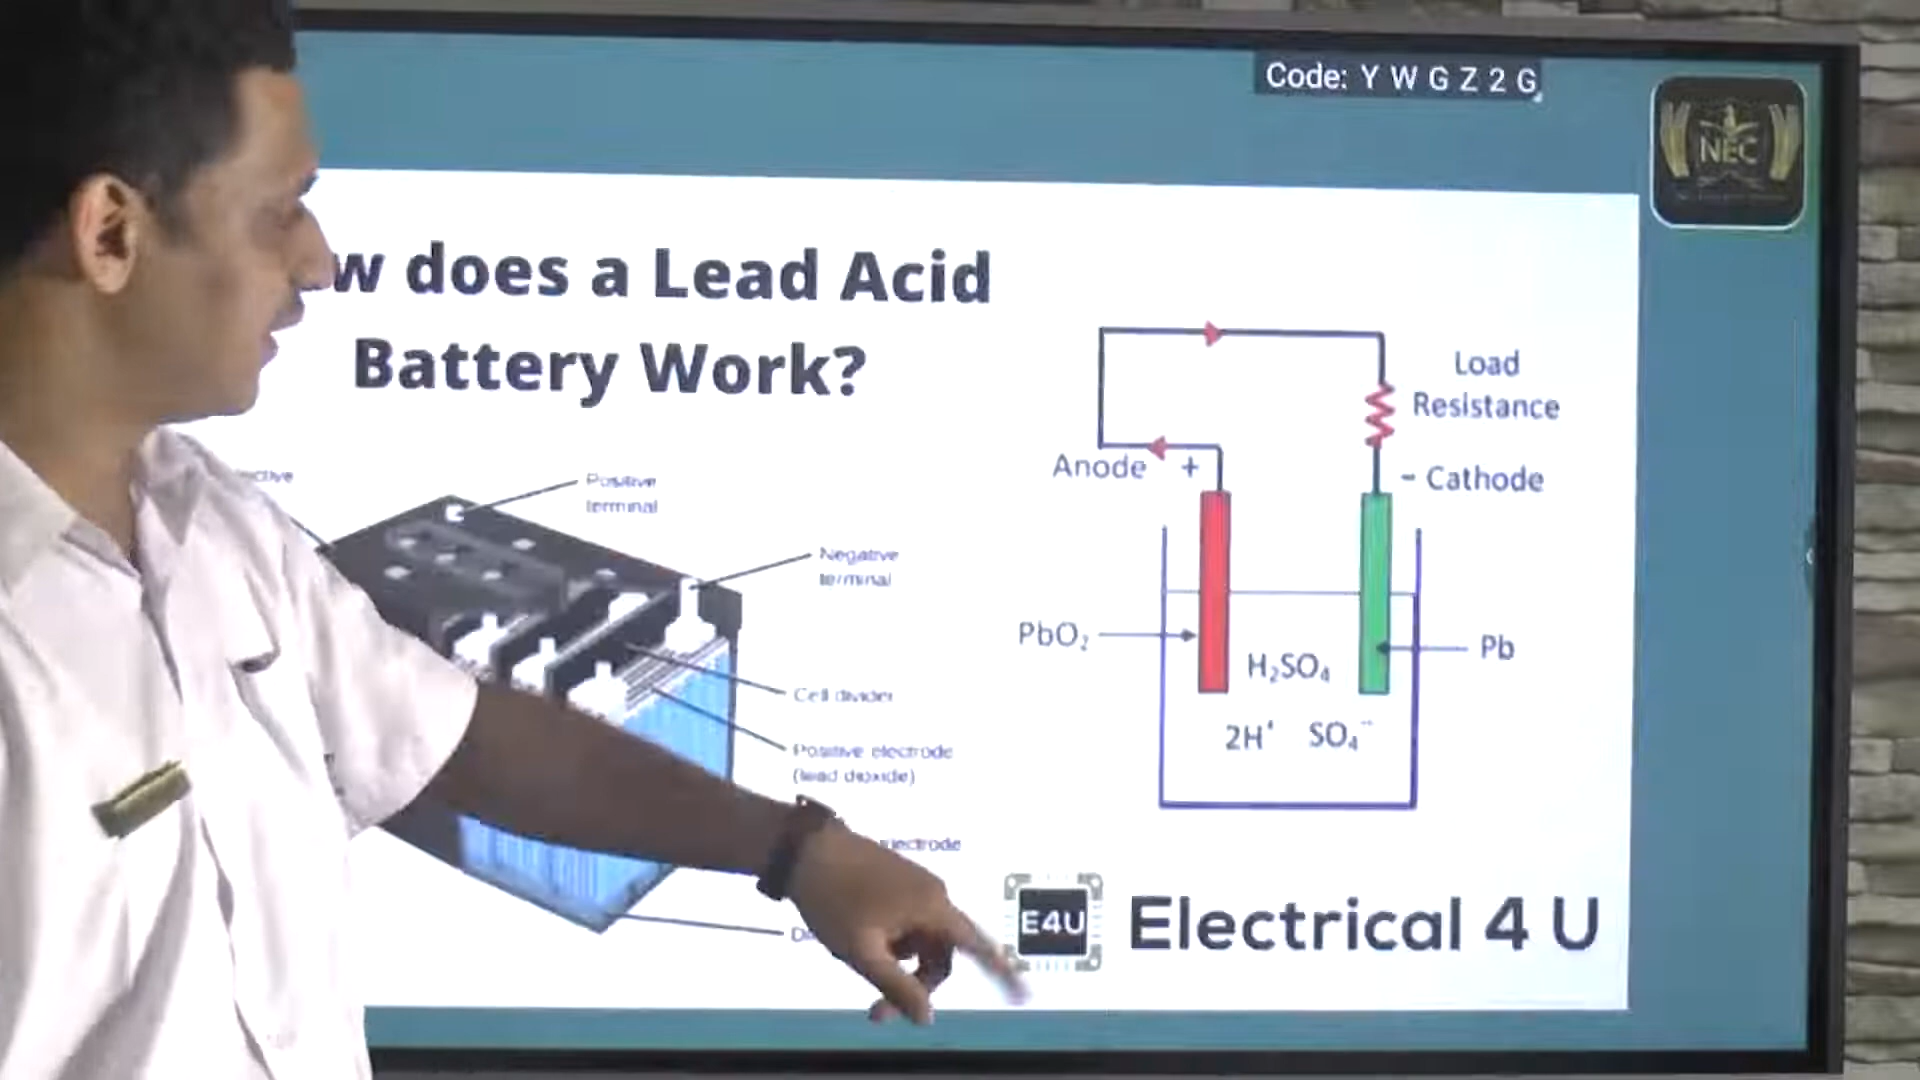 Code: Y W G Z 2 G
NEC
w does a Lead Acid
Battery Work?
Load
Resistance
Anode +
- Cathode
Positive
terminal
Negative
terminal
PbO₂
Pb
H₂SO₄
Cell divider
2H⁺ SO₄⁻⁻
Positive electrode
(lead dioxide)
E4U Electrical 4 U